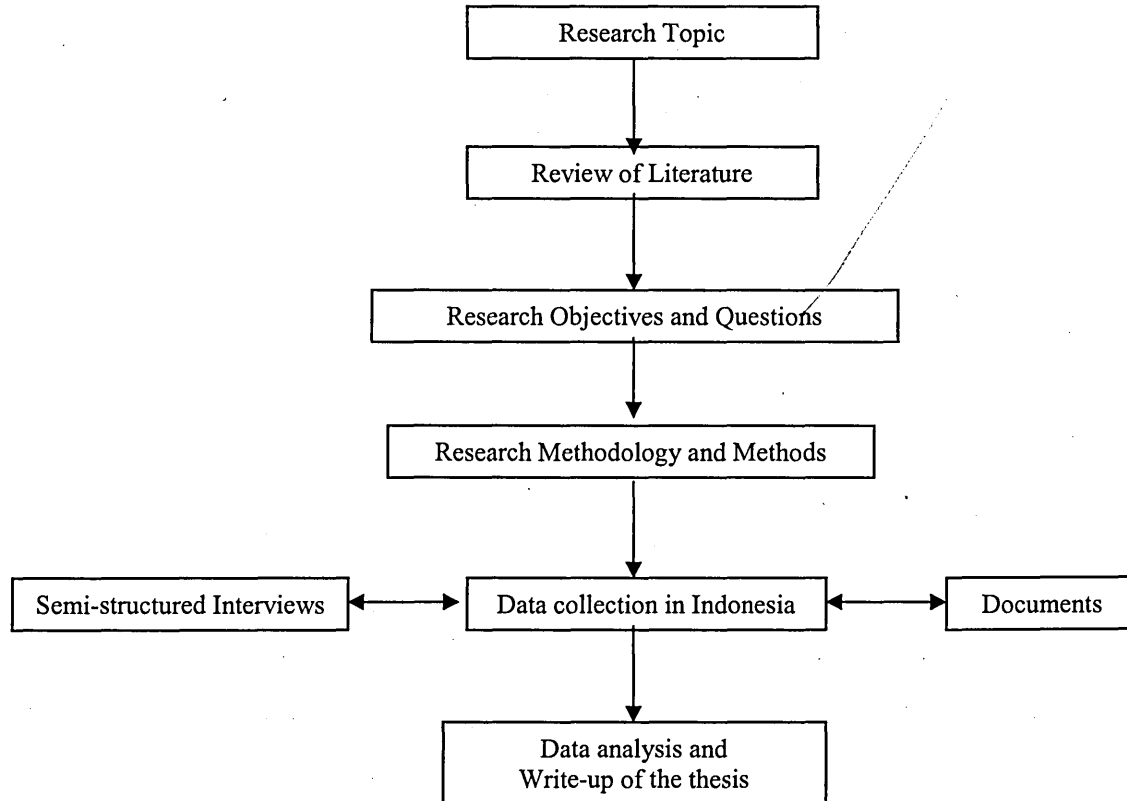 Research Topic
Review of Literature
Research Objectives and Questions
Research Methodology and Methods
Semi-structured Interviews
Data collection in Indonesia
Documents
Data analysis and
Write-up of the thesis